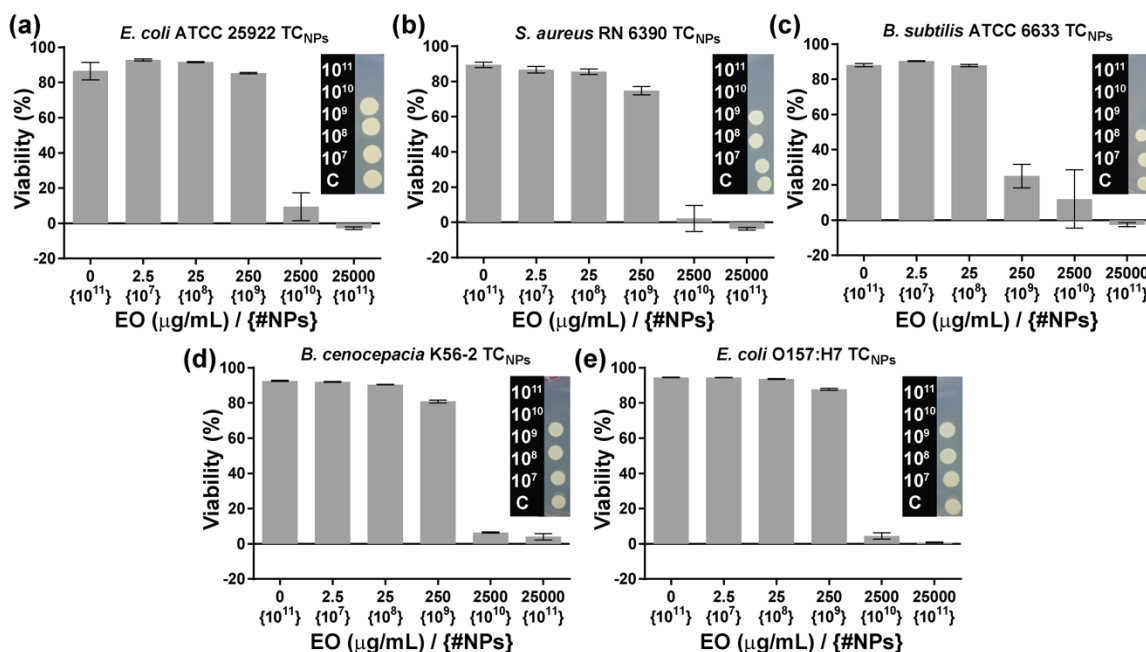 (a)
E. coli ATCC 25922 TC_NPs
Viability (%)
100
80
60
40
20
0
-20
10¹¹
10¹⁰
10⁹
10⁸
10⁷
C
0 2.5 25 250 2500 25000
{10¹¹} {10⁷} {10⁸} {10⁹} {10¹⁰} {10¹¹}
EO (μg/mL) / {#NPs}
(b)
S. aureus RN 6390 TC_NPs
Viability (%)
100
80
60
40
20
0
-20
10¹¹
10¹⁰
10⁹
10⁸
10⁷
C
0 2.5 25 250 2500 25000
{10¹¹} {10⁷} {10⁸} {10⁹} {10¹⁰} {10¹¹}
EO (μg/mL) / {#NPs}
(c)
B. subtilis ATCC 6633 TC_NPs
Viability (%)
100
80
60
40
20
0
-20
10¹¹
10¹⁰
10⁹
10⁸
10⁷
C
0 2.5 25 250 2500 25000
{10¹¹} {10⁷} {10⁸} {10⁹} {10¹⁰} {10¹¹}
EO (μg/mL) / {#NPs}
(d)
B. cenocepacia K56-2 TC_NPs
Viability (%)
100
80
60
40
20
0
-20
10¹¹
10¹⁰
10⁹
10⁸
10⁷
C
0 2.5 25 250 2500 25000
{10¹¹} {10⁷} {10⁸} {10⁹} {10¹⁰} {10¹¹}
EO (μg/mL) / {#NPs}
(e)
E. coli O157:H7 TC_NPs
Viability (%)
100
80
60
40
20
0
-20
10¹¹
10¹⁰
10⁹
10⁸
10⁷
C
0 2.5 25 250 2500 25000
{10¹¹} {10⁷} {10⁸} {10⁹} {10¹⁰} {10¹¹}
EO (μg/mL) / {#NPs}